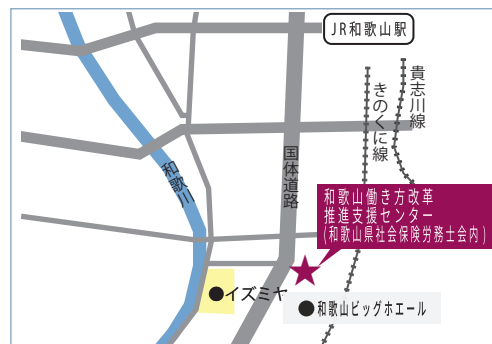 JR和歌山駅
貴志川線
きのくに線
国体道路
和歌川
和歌山働き方改革
推進支援センター
(和歌山県社会保険労務士会内)
●イズミヤ
●和歌山ビッグホエール